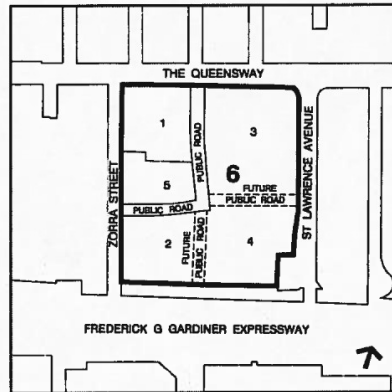 THE QUEENSWAY
1
3
ZORRA STREET
PUBLIC ROAD
ST LAWRENCE AVENUE
5
6
FUTURE
PUBLIC ROAD
PUBLIC ROAD
2
FUTURE
PUBLIC ROAD
4
FREDERICK G GARDINER EXPRESSWAY